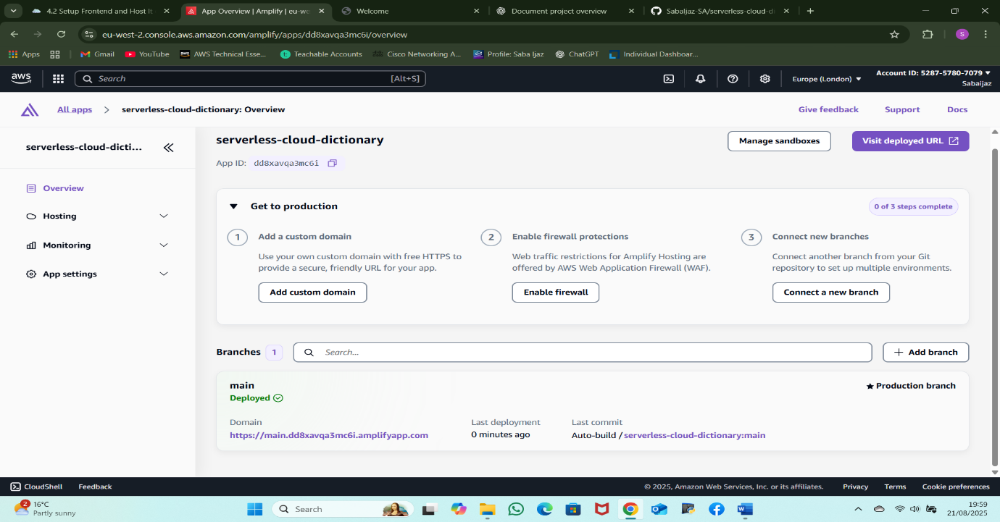 4.2 Setup Frontend and Host It
App Overview | Amplify | eu-we
Welcome
Document project overview
SabaIjaz-SA/serverless-cloud-di
eu-west-2.console.aws.amazon.com/amplify/apps/dd8xavqa3mc6i/overview
S
Apps
Gmail
YouTube
AWS Technical Esse...
Teachable Accounts
Cisco Networking A...
Profile: Saba Ijaz
ChatGPT
Individual Dashboar...
aws
Search
[Alt+S]
Europe (London)
Account ID: 5287-5780-7079
Sabaijaz
All apps
serverless-cloud-dictionary: Overview
Give feedback
Support
Docs
serverless-cloud-dicti...
Overview
Hosting
Monitoring
App settings
serverless-cloud-dictionary
App ID: dd8xavqa3mc6i
Manage sandboxes
Visit deployed URL
Get to production
0 of 3 steps complete
1
Add a custom domain
Use your own custom domain with free HTTPS to
provide a secure, friendly URL for your app.
Add custom domain
2
Enable firewall protections
Web traffic restrictions for Amplify Hosting are
offered by AWS Web Application Firewall (WAF).
Enable firewall
3
Connect new branches
Connect another branch from your Git
repository to set up multiple environments.
Connect a new branch
Branches 1
Search...
Add branch
main
Deployed
Production branch
Domain
https://main.dd8xavqa3mc6i.amplifyapp.com
Last deployment
0 minutes ago
Last commit
Auto-build / serverless-cloud-dictionary:main
CloudShell
Feedback
© 2025, Amazon Web Services, Inc. or its affiliates.
Privacy
Terms
Cookie preferences
2
16°C
Partly sunny
Search
19:59
21/08/2025